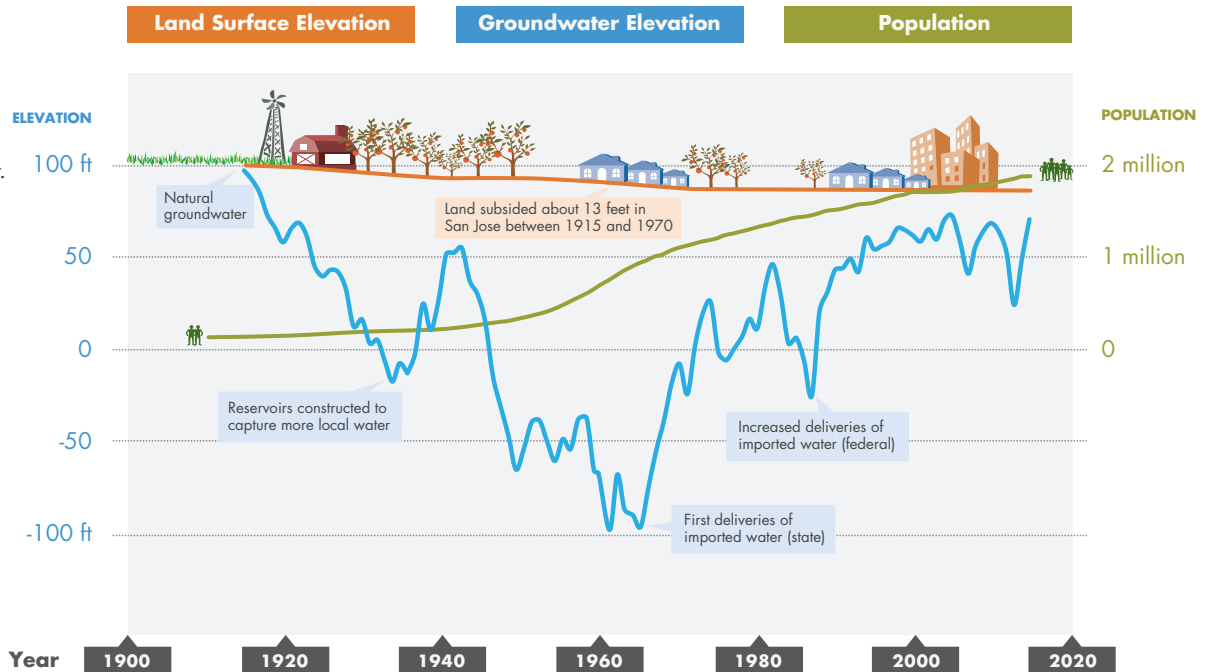 Land Surface Elevation
Groundwater Elevation
Population
ELEVATION
POPULATION
100 ft
2 million
.
Natural
groundwater
Land subsided about 13 feet in
San Jose between 1915 and 1970
50
1 million
0
0
Reservoirs constructed to
capture more local water
Increased deliveries of
imported water (federal)
-50
First deliveries of
imported water (state)
-100 ft
Year
1900
1920
1940
1960
1980
2000
2020